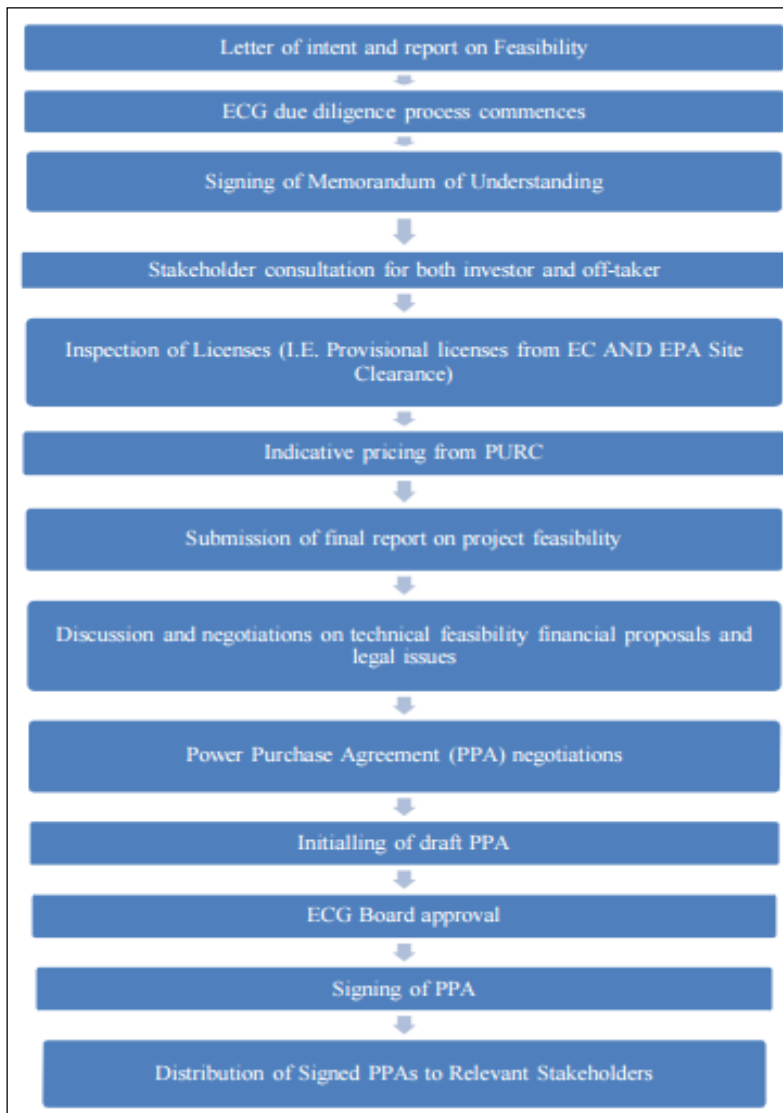 Letter of intent and report on Feasibility
ECG due diligence process commences
Signing of Memorandum of Understanding
Stakeholder consultation for both investor and off-taker
Inspection of Licenses (I.E. Provisional licenses from EC AND EPA Site
Clearance)
Indicative pricing from PURC
Submission of final report on project feasibility
Discussion and negotiations on technical feasibility financial proposals and
legal issues
Power Purchase Agreement (PPA) negotiations
Initialling of draft PPA
ECG Board approval
Signing of PPA
Distribution of Signed PPAs to Relevant Stakeholders